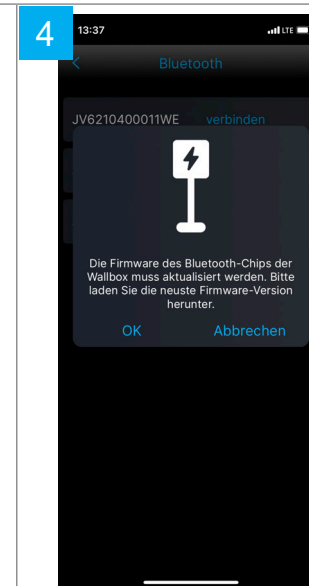 4
13:37
LTE
Bluetooth
JV6210400011WE verbinden
Die Firmware des Bluetooth-Chips der
Wallbox muss aktualisiert werden. Bitte
laden Sie die neuste Firmware-Version
herunter.
OK Abbrechen